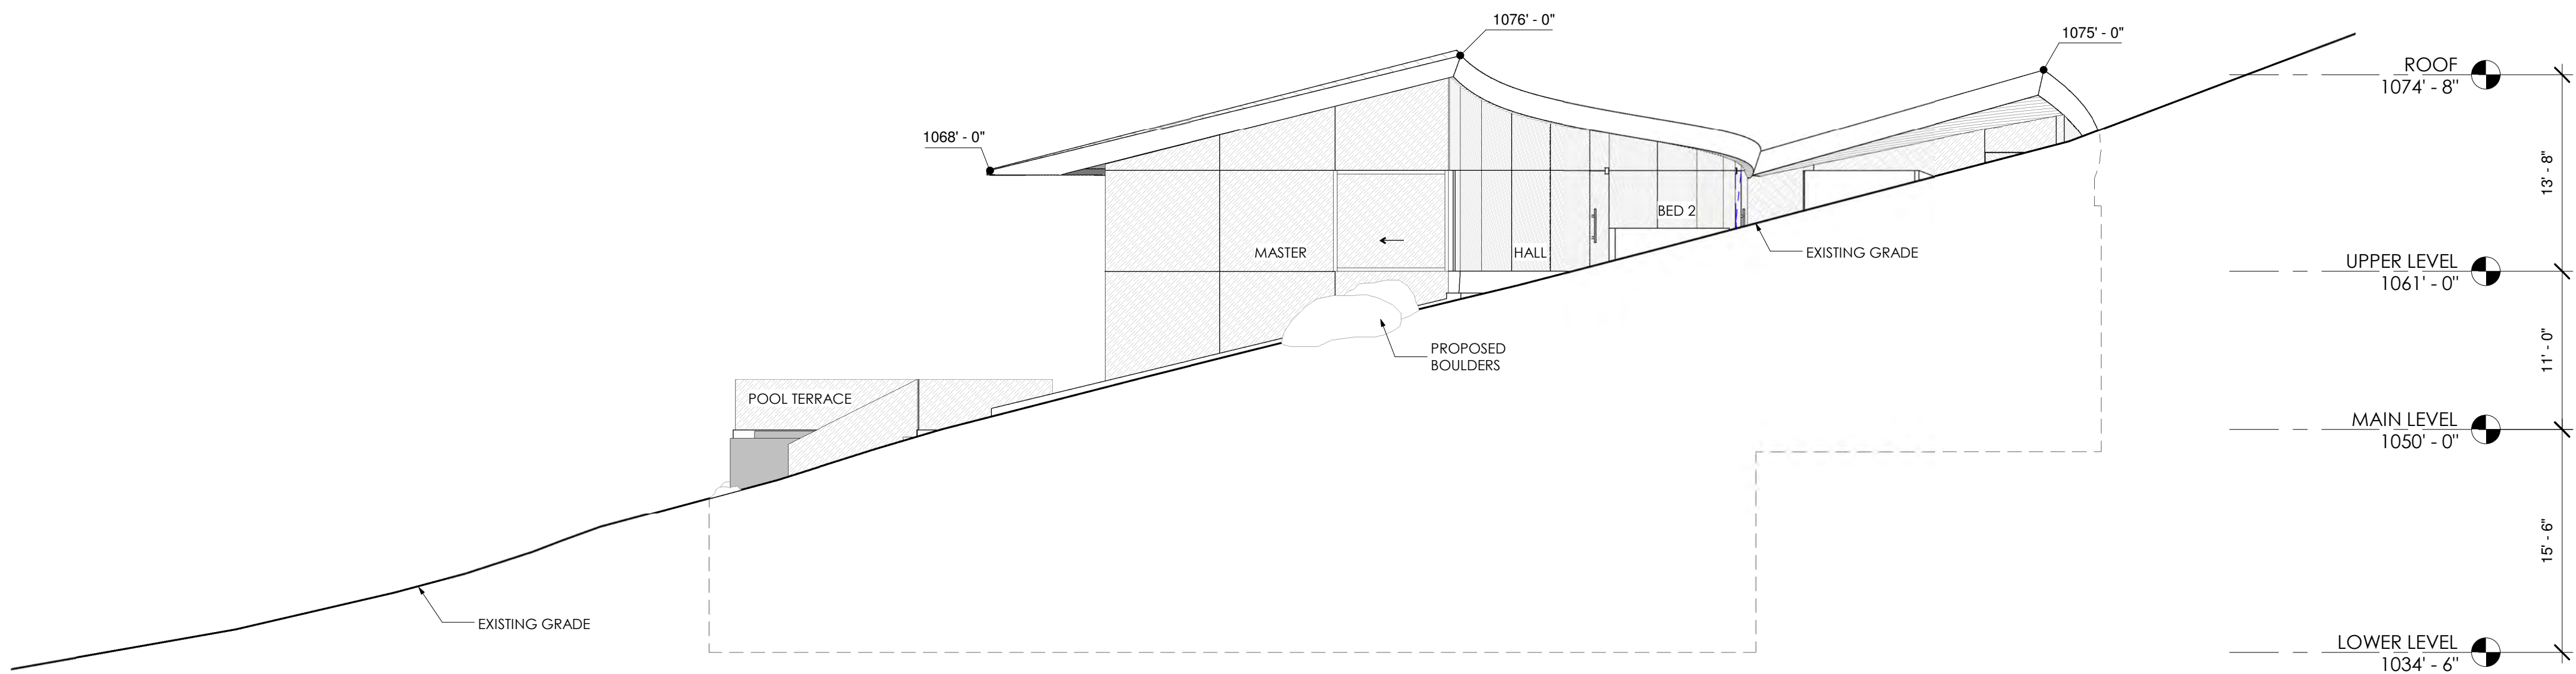 1076' - 0"
1075' - 0"
1068' - 0"
ROOF
1074' - 8"
13' - 8"
BED 2
MASTER
HALL
EXISTING GRADE
UPPER LEVEL
1061' - 0"
PROPOSED
BOULDERS
11' - 0"
POOL TERRACE
MAIN LEVEL
1050' - 0"
15' - 6"
EXISTING GRADE
LOWER LEVEL
1034' - 6"